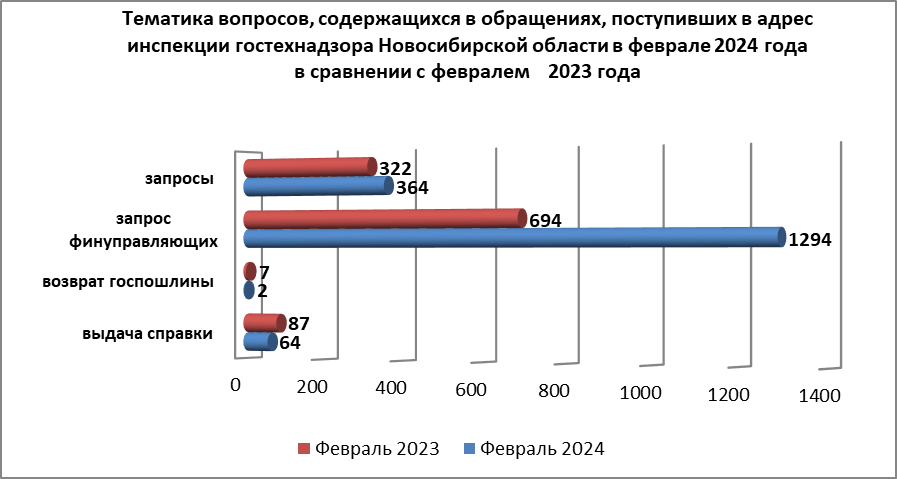 Тематика вопросов, содержащихся в обращениях, поступивших в адрес
инспекции гостехнадзора Новосибирской области в феврале 2024 года
в сравнении с февралем 2023 года
запросы
322
364
запрос
финуправляющих
694
1294
возврат госпошлины
7
2
выдача справки
87
64
0 200 400 600 800 1000 1200 1400
Февраль 2023 Февраль 2024